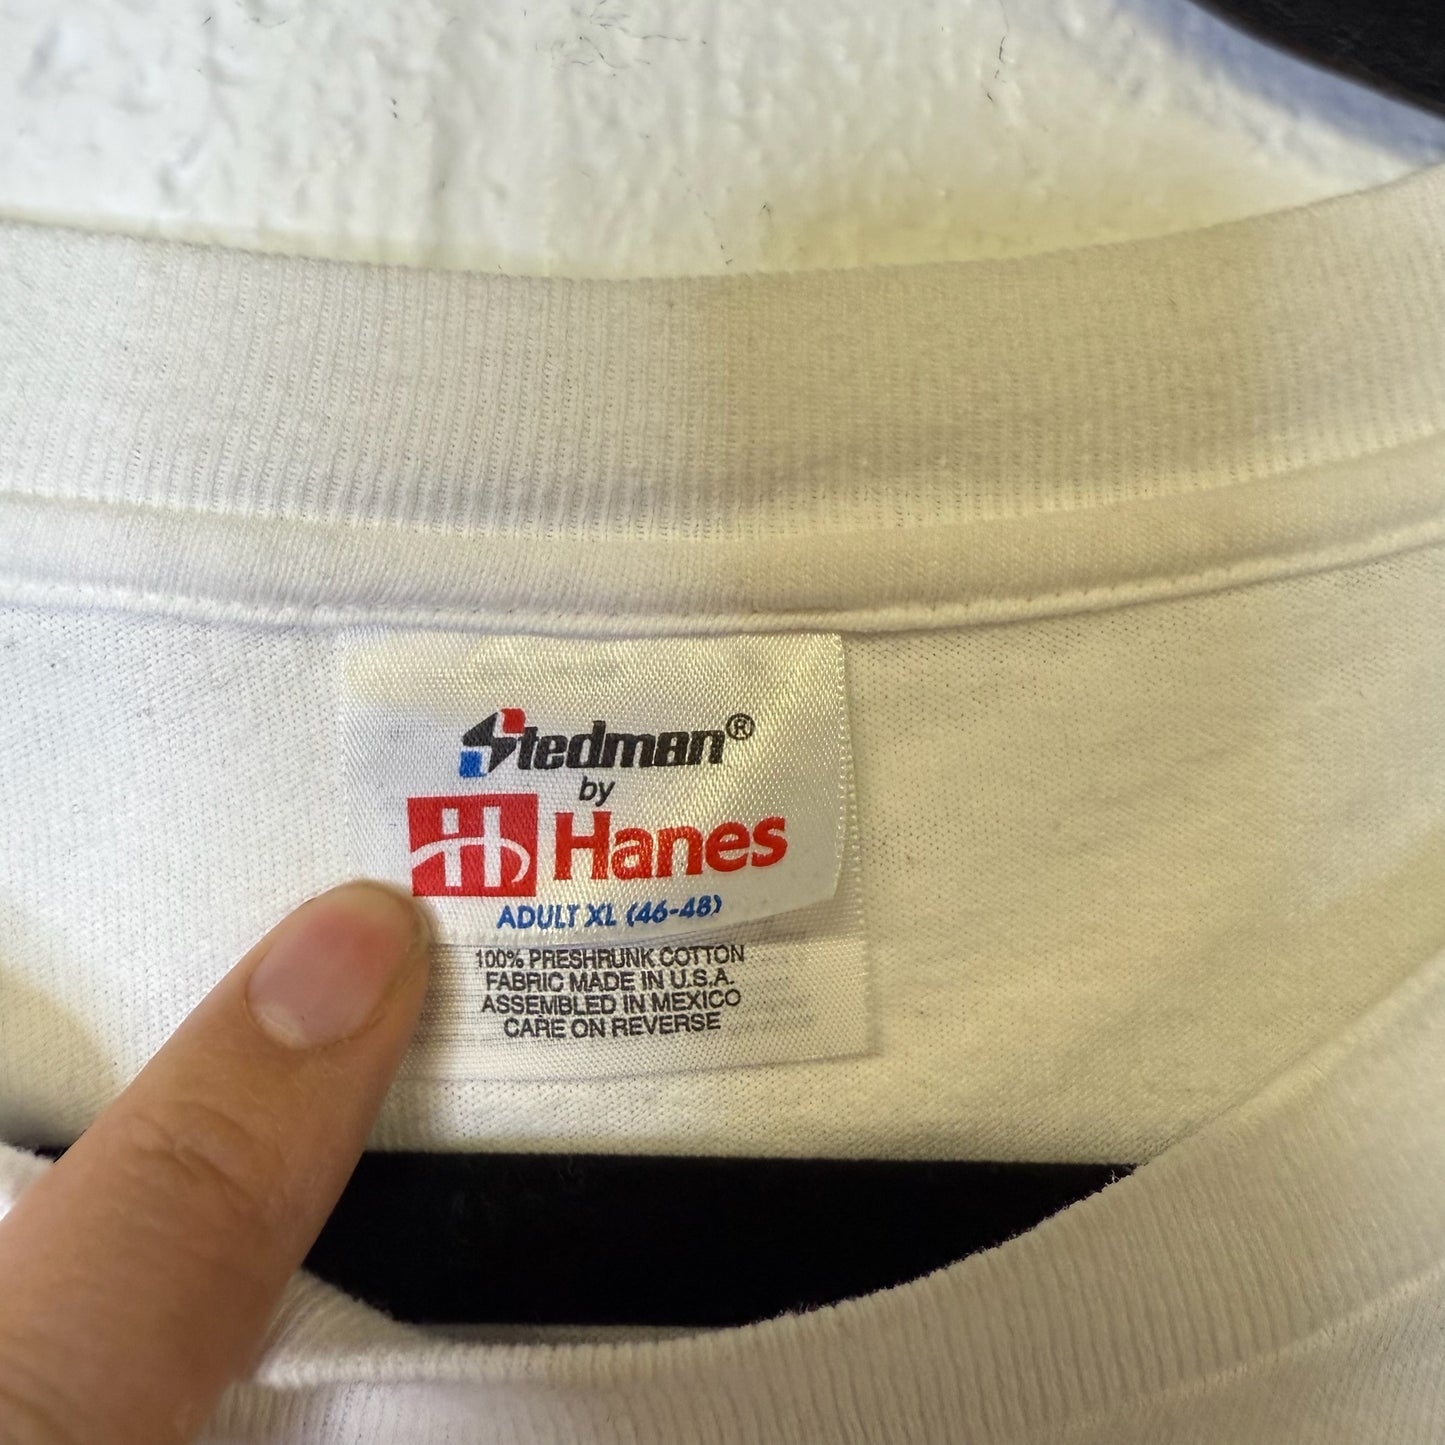 Stedman®
by
H Hanes
ADULT XL (46-48)
100% PRESHRUNK COTTON
FABRIC MADE IN U.S.A.
ASSEMBLED IN MEXICO
CARE ON REVERSE